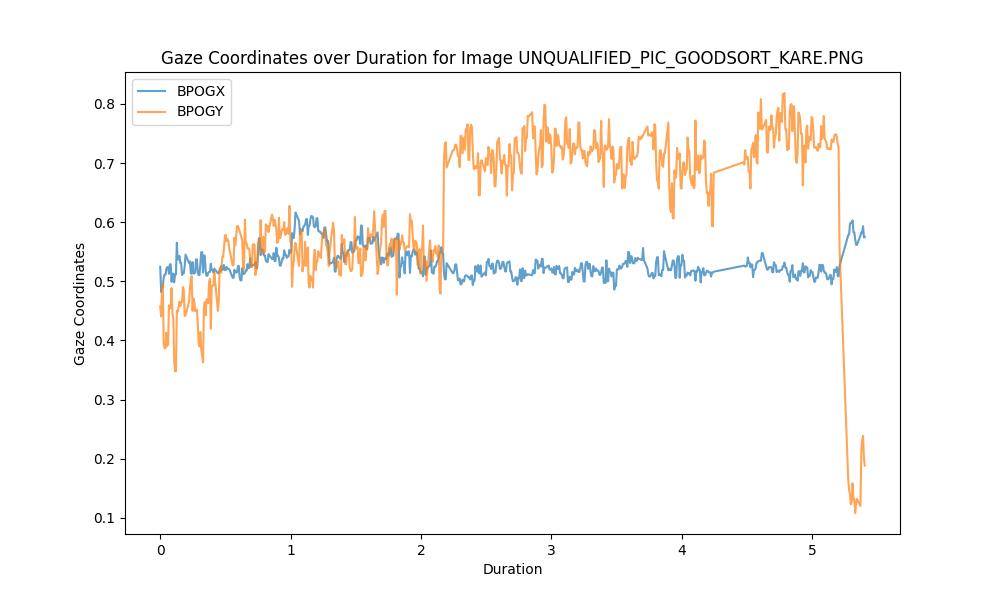 Gaze Coordinates over Duration for Image UNQUALIFIED_PIC_GOODSORT_KARE.PNG
BPOGX
BPOGY
Gaze Coordinates
0.8
0.7
0.6
0.5
0.4
0.3
0.2
0.1
0 1 2 3 4 5
Duration